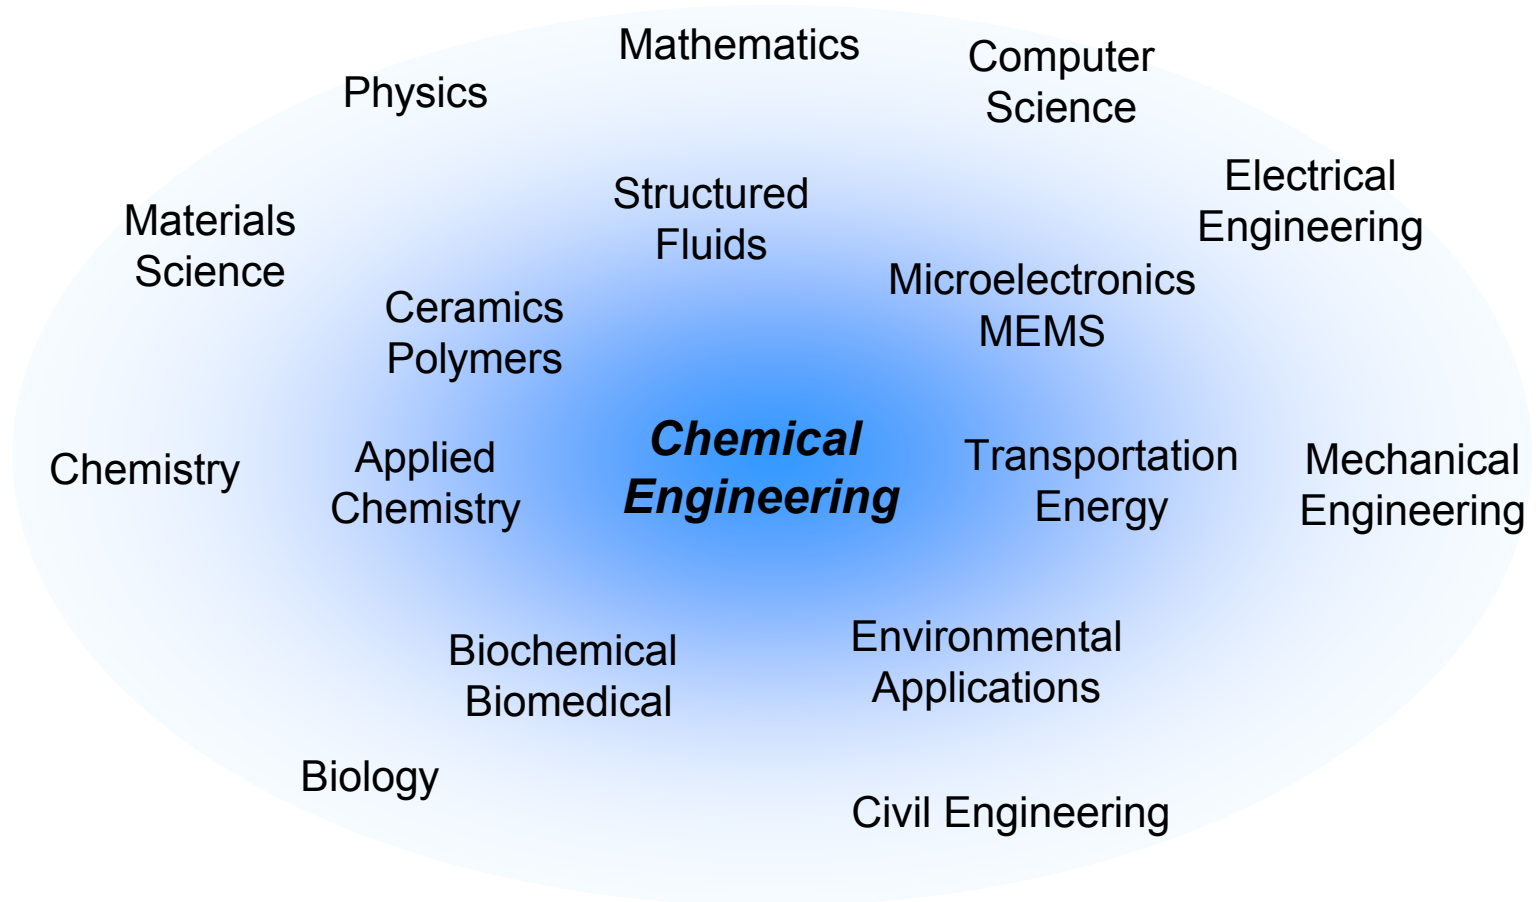 Mathematics
Computer
Science
Physics
Electrical
Engineering
Structured
Fluids
Materials
Science
Microelectronics
MEMS
Ceramics
Polymers
Chemical
Engineering
Chemistry
Applied
Chemistry
Transportation
Energy
Mechanical
Engineering
Biochemical
Biomedical
Environmental
Applications
Biology
Civil Engineering